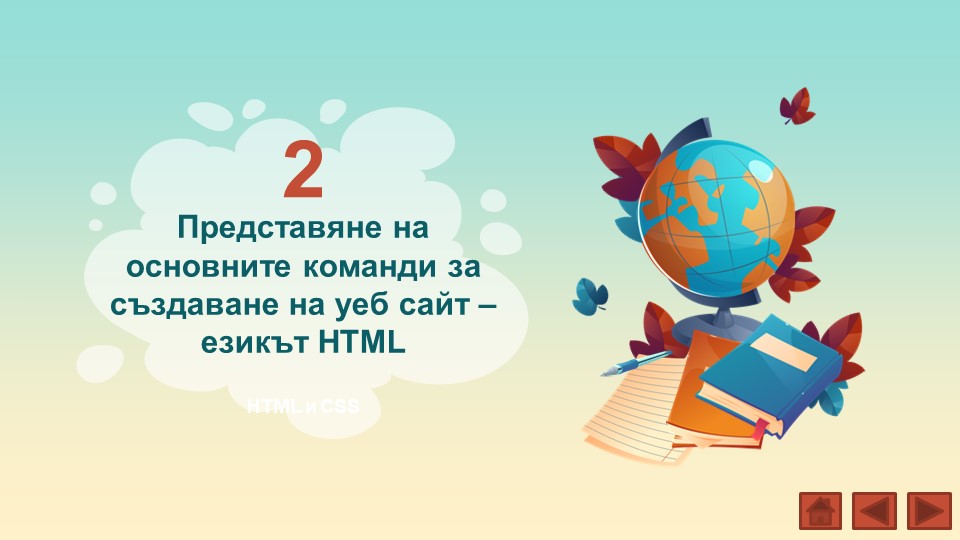 2
Представяне на
основните команди за
създаване на уеб сайт –
езикът HTML
HTML и CSS